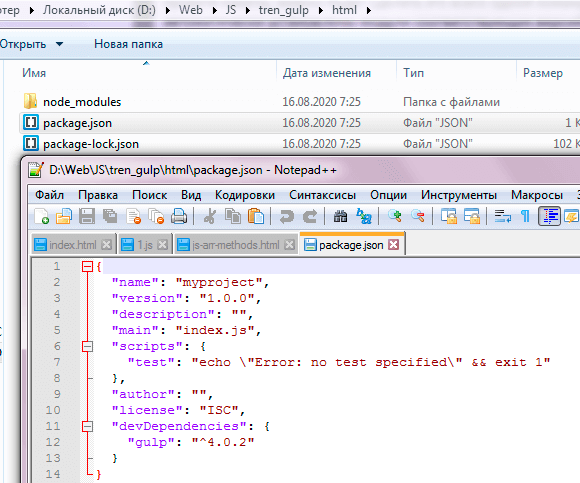 Локальный диск (D:) Web JS tren_gulp html
Открыть Новая папка
Имя Дата изменения Тип Размер
node_modules 16.08.2020 7:25 Папка с файлами
package.json 16.08.2020 7:25 Файл "JSON" 1
package-lock.json 16.08.2020 7:25 Файл "JSON" 102
D:\Web\JS\tren_gulp\html\package.json - Notepad++
Файл Правка Поиск Вид Кодировки Синтаксисы Опции Инструменты Макросы
index.html 1.js js-arr-methods.html package.json
1 {
2 "name": "myproject",
3 "version": "1.0.0",
4 "description": "",
5 "main": "index.js",
6 "scripts": {
7 "test": "echo \"Error: no test specified\" && exit 1"
8 },
9 "author": "",
10 "license": "ISC",
11 "devDependencies": {
12 "gulp": "^4.0.2"
13 }
14 }